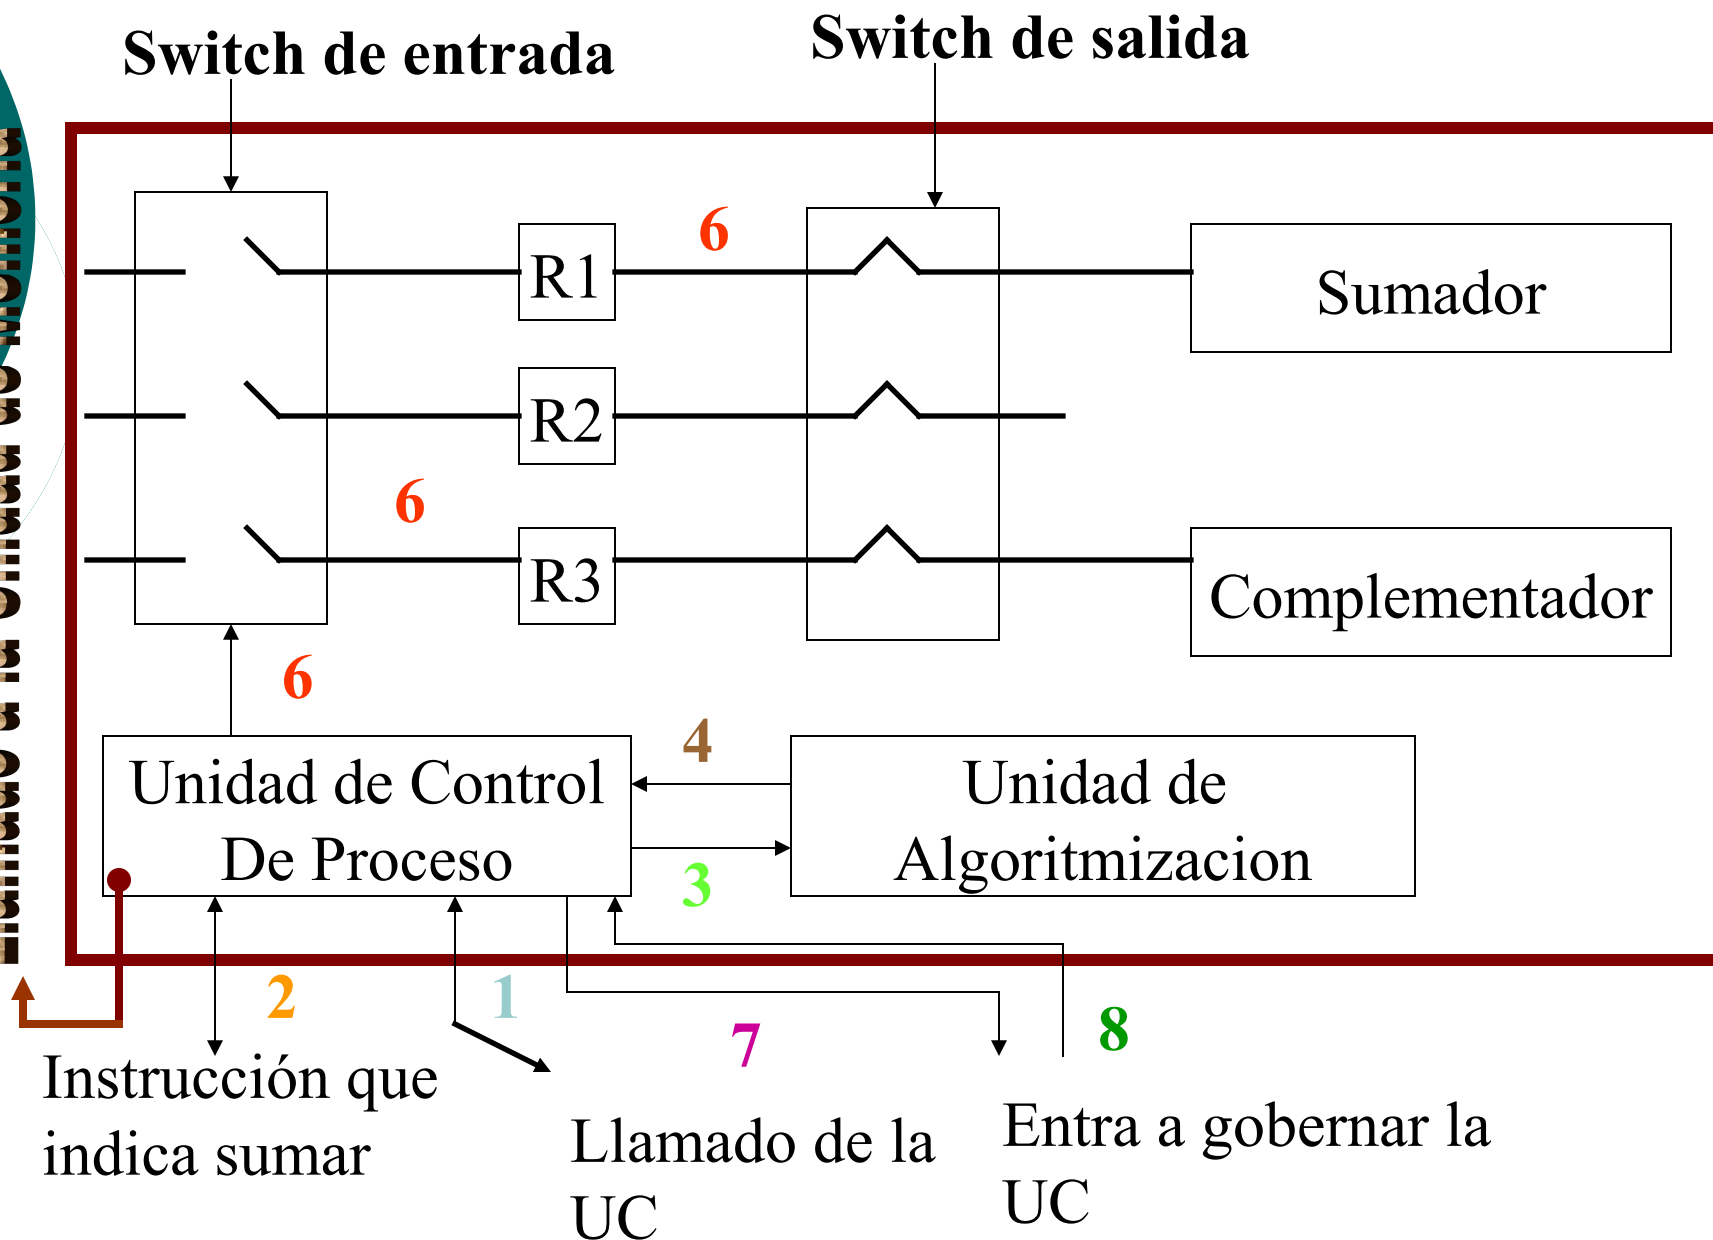 Switch de entrada
Switch de salida
6
R1
Sumador
R2
6
R3
Complementador
6
4
Unidad de Control
De Proceso
Unidad de
Algoritmizacion
3
2
1
7
8
Instrucción que
indica sumar
Llamado de la
UC
Entra a gobernar la
UC